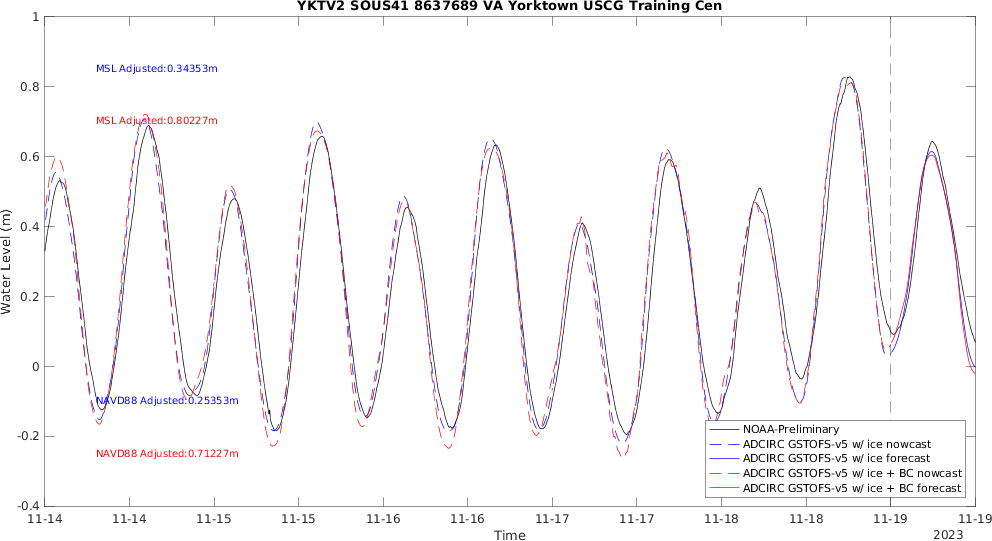 YKTV2 SOUS41 8637689 VA Yorktown USCG Training Cen
1
0.8
0.6
0.4
0.2
0
-0.2
-0.4
Water Level (m)
MSL Adjusted:0.34353m
MSL Adjusted:0.80227m
NAVD88 Adjusted:0.25353m
NAVD88 Adjusted:0.71227m
NOAA-Preliminary
ADCIRC GSTOFS-v5 w/ ice nowcast
ADCIRC GSTOFS-v5 w/ ice forecast
ADCIRC GSTOFS-v5 w/ ice + BC nowcast
ADCIRC GSTOFS-v5 w/ ice + BC forecast
11-14 11-14 11-15 11-15 11-16 11-16 11-17 11-17 11-18 11-18 11-19 11-19
Time
2023